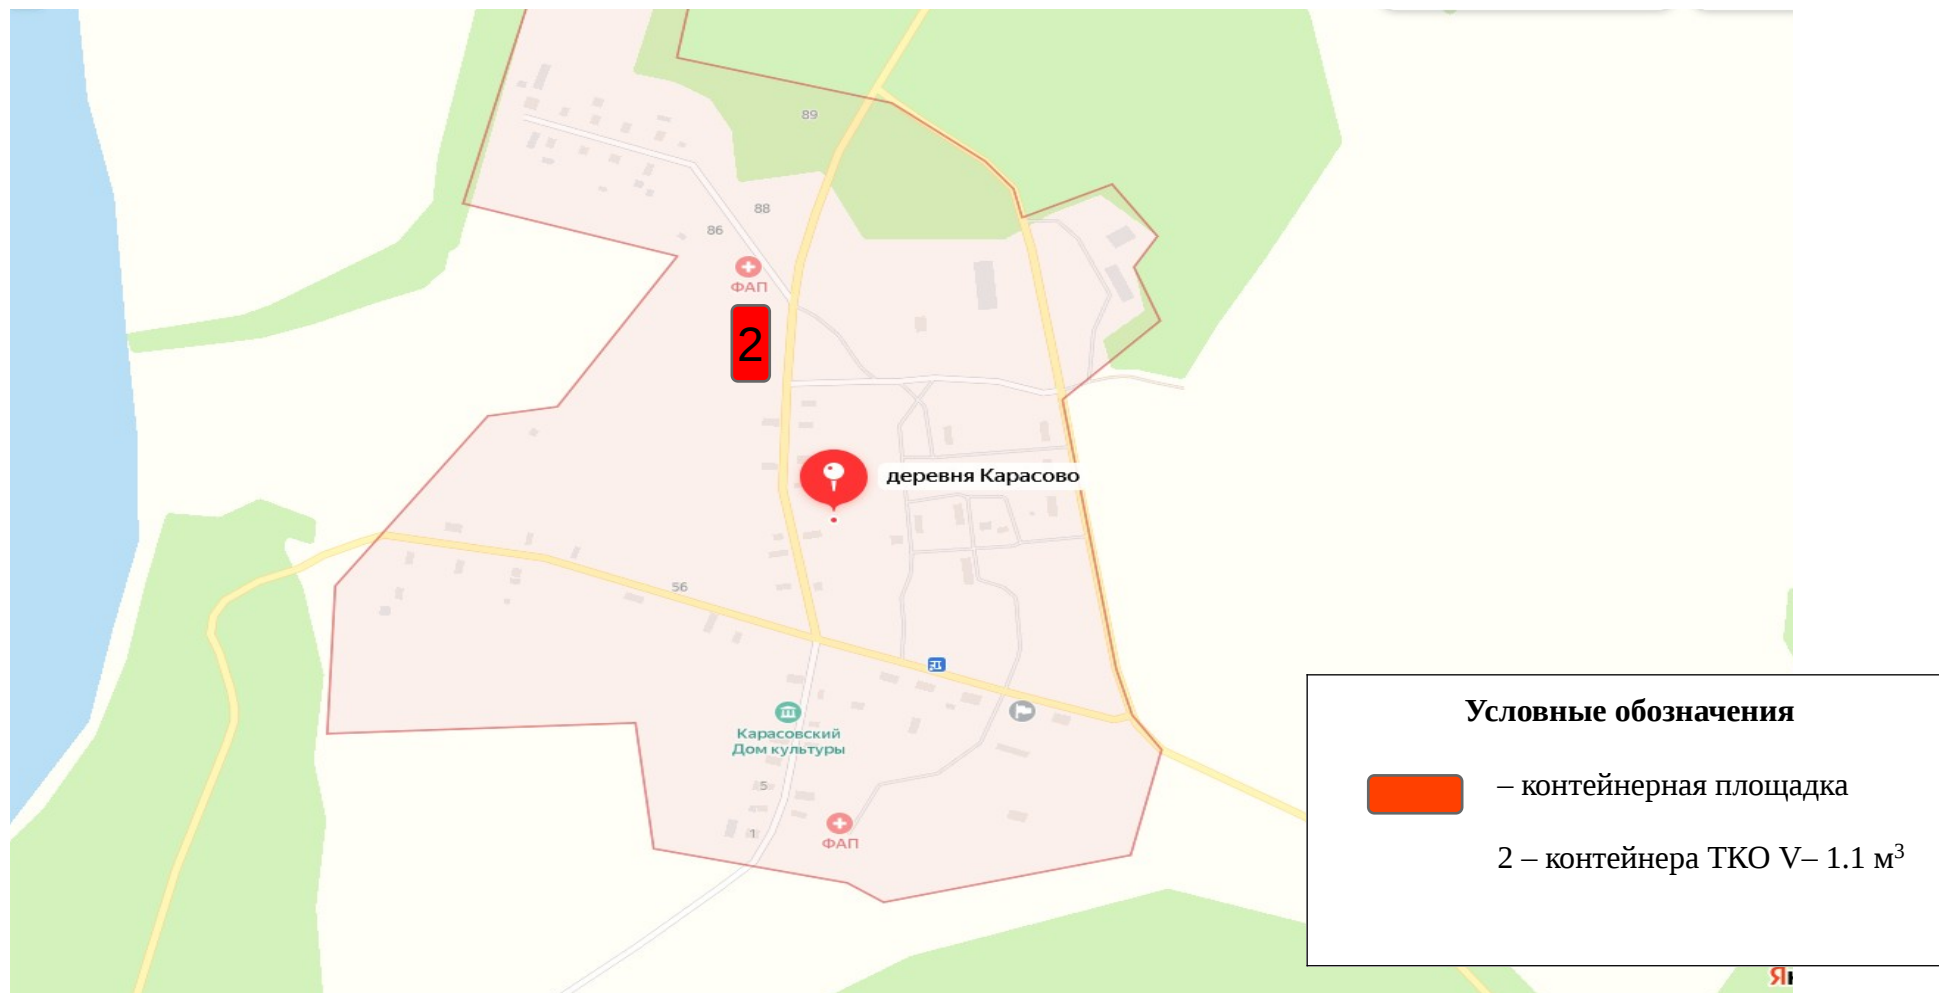 89
88
86
ФАП
2
деревня Карасово
56
Карасовский
Дом культуры
5
1
ФАП
Условные обозначения
– контейнерная площадка
2 – контейнера ТКО V– 1.1 м³
Ян